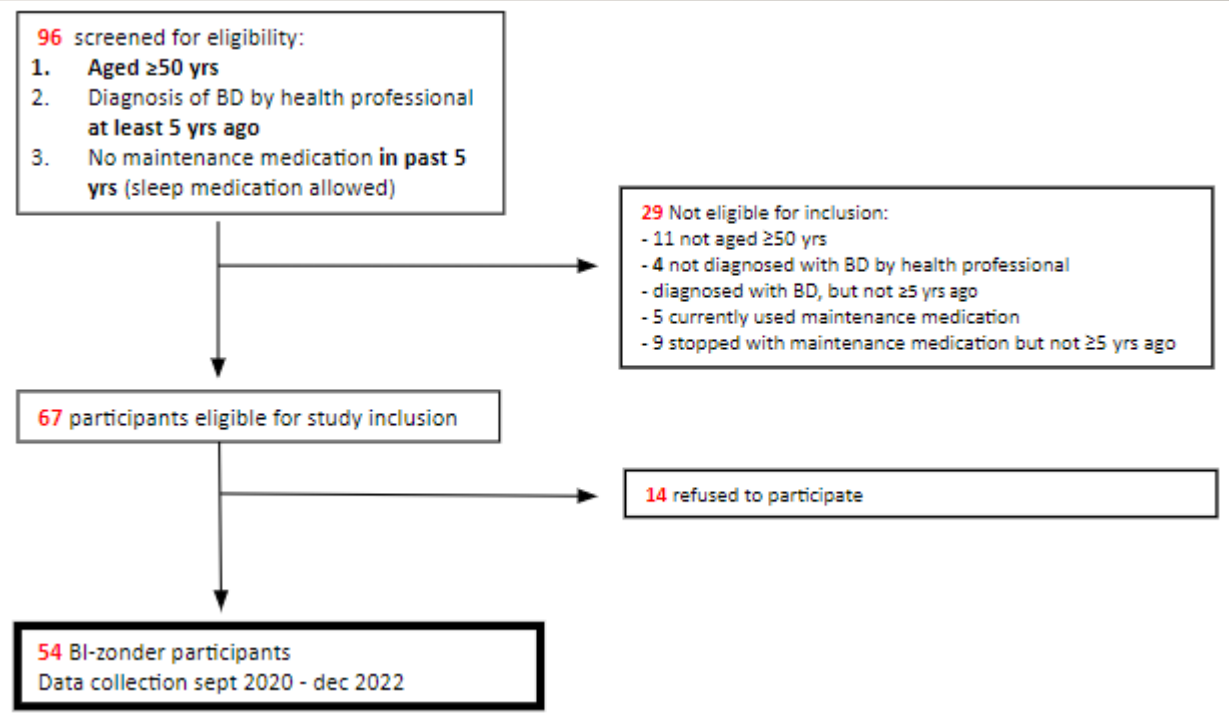 96 screened for eligibility:
1. Aged ≥50 yrs
2. Diagnosis of BD by health professional
at least 5 yrs ago
3. No maintenance medication in past 5
yrs (sleep medication allowed)
29 Not eligible for inclusion:
- 11 not aged ≥50 yrs
- 4 not diagnosed with BD by health professional
- diagnosed with BD, but not ≥5 yrs ago
- 5 currently used maintenance medication
- 9 stopped with maintenance medication but not ≥5 yrs ago
67 participants eligible for study inclusion
14 refused to participate
54 BI-zonder participants
Data collection sept 2020 - dec 2022